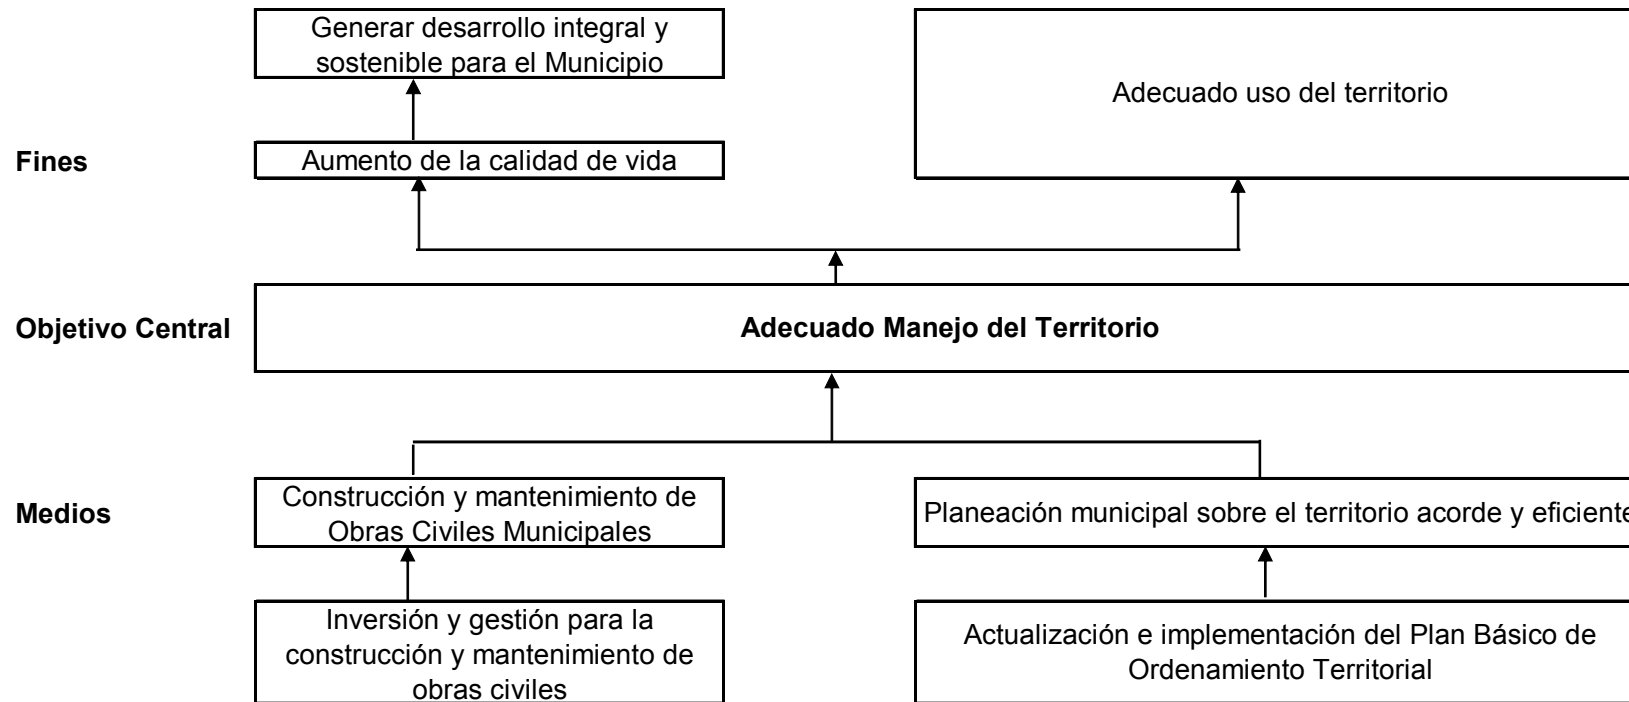 Generar desarrollo integral y
sostenible para el Municipio
Adecuado uso del territorio
Fines
Aumento de la calidad de vida
Objetivo Central
Adecuado Manejo del Territorio
Medios
Construcción y mantenimiento de
Obras Civiles Municipales
Planeación municipal sobre el territorio acorde y eficiente
Inversión y gestión para la
construcción y mantenimiento de
obras civiles
Actualización e implementación del Plan Básico de
Ordenamiento Territorial